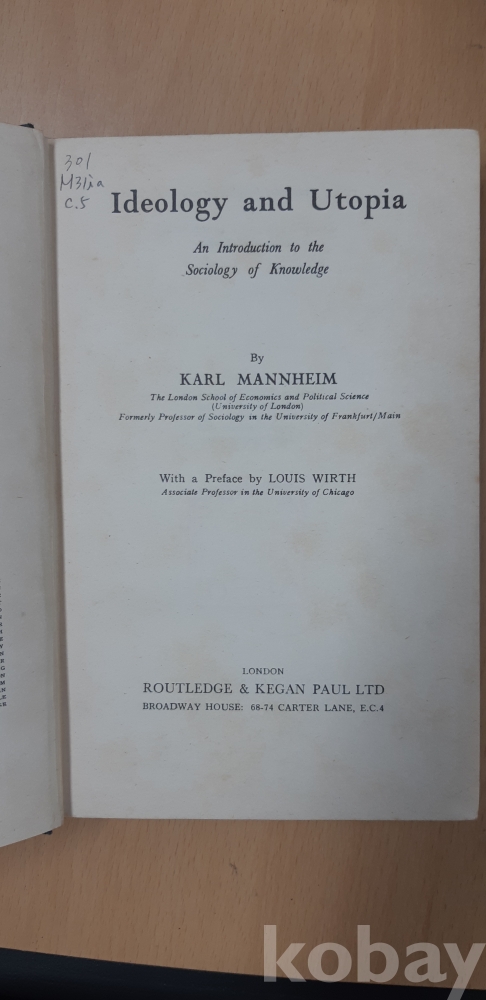 301
M31ia
c.5
Ideology and Utopia
An Introduction to the
Sociology of Knowledge
By
KARL MANNHEIM
The London School of Economics and Political Science
(University of London)
Formerly Professor of Sociology in the University of Frankfurt/Main
With a Preface by LOUIS WIRTH
Associate Professor in the University of Chicago
LONDON
ROUTLEDGE & KEGAN PAUL LTD
BROADWAY HOUSE: 68-74 CARTER LANE, E.C.4
kobay